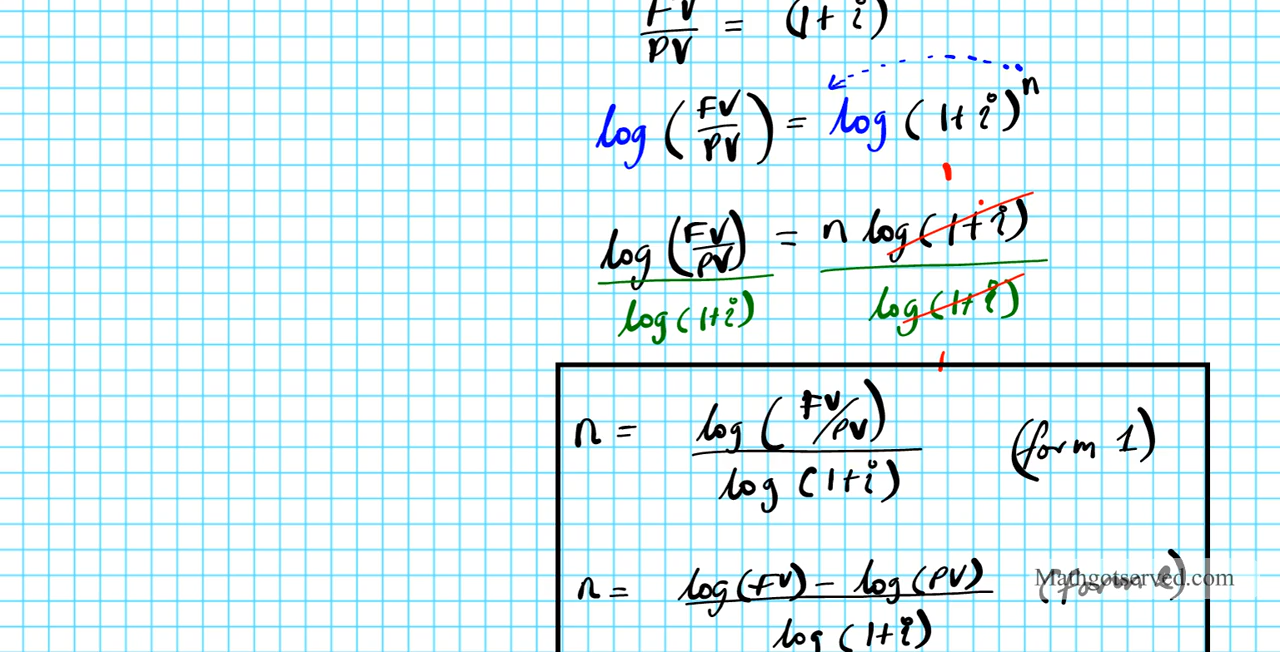 FV/PV = (1+i)
log (FV/PV) = log (1+i)^n
log (FV/PV) / log(1+i) = n log(1+i) / log(1+i)
n = log (FV/PV) / log (1+i) (form 1)
n = log(FV) - log(PV) / log (1+i)
Mathgotserved.com